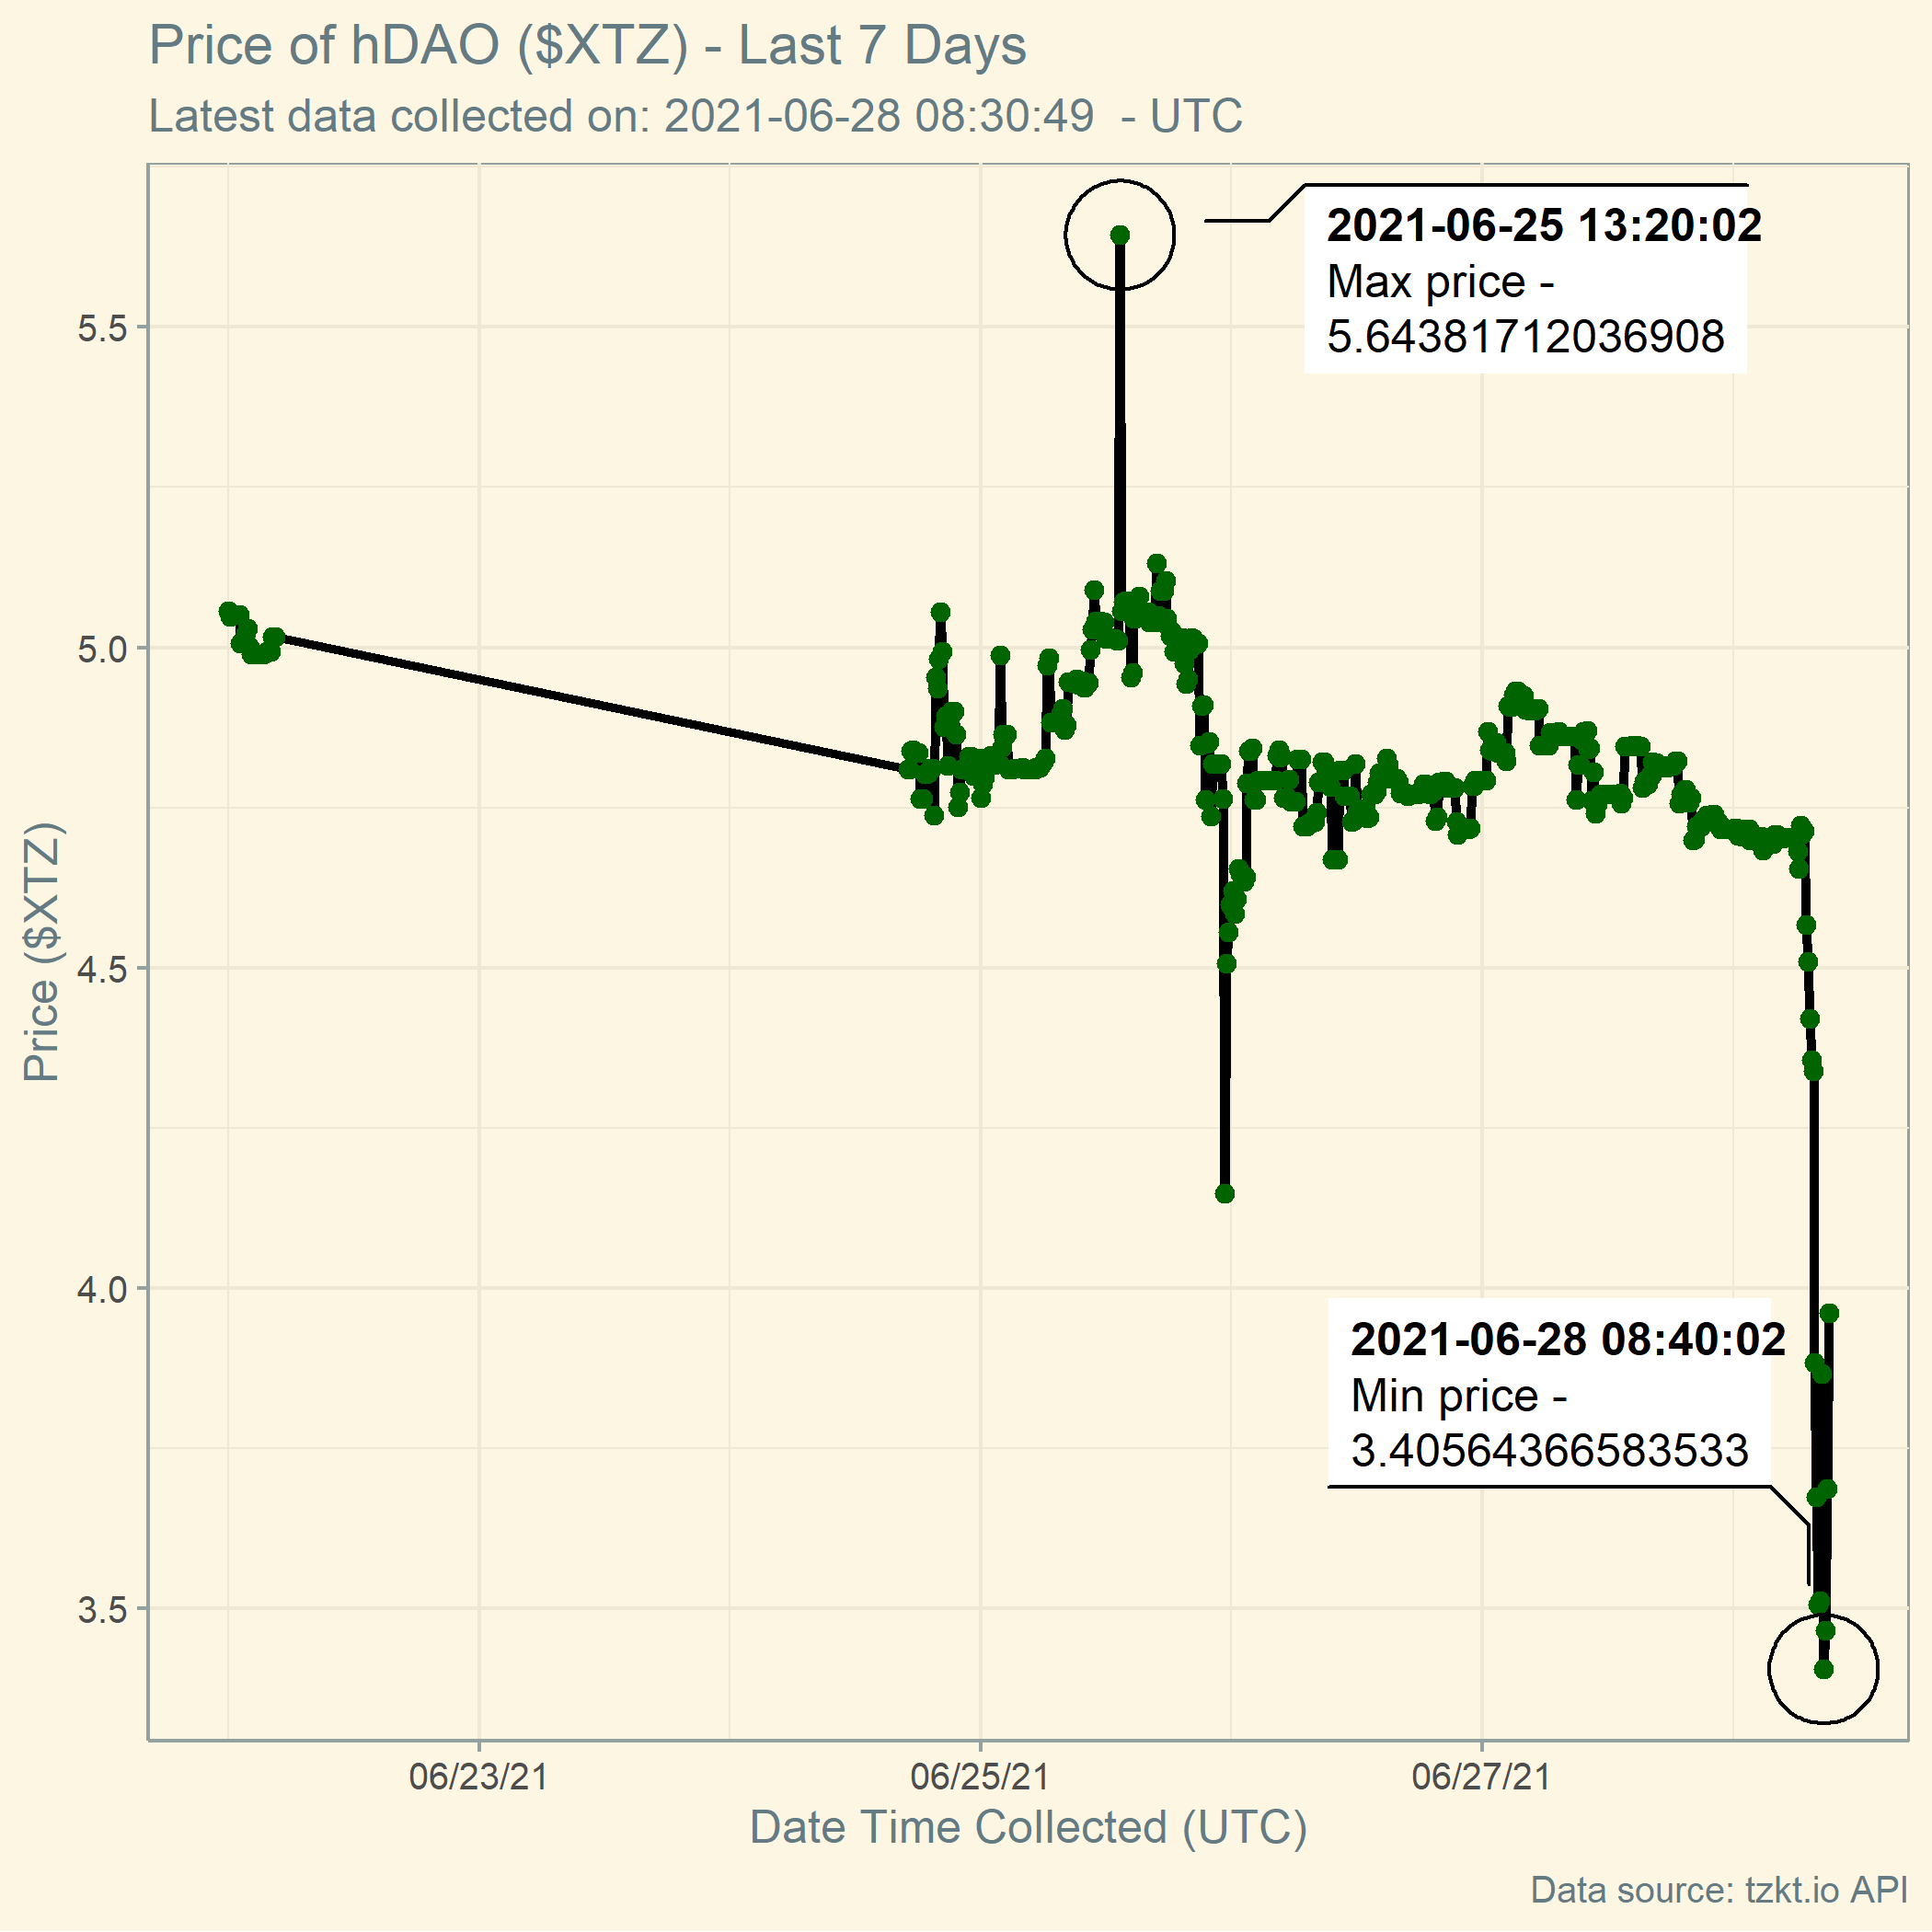 Price of hDAO ($XTZ) - Last 7 Days
Latest data collected on: 2021-06-28 08:30:49  - UTC
2021-06-25 13:20:02
Max price -
5.64381712036908
5.5
5.0
4.5
4.0
3.5
Price ($XTZ)
2021-06-28 08:40:02
Min price -
3.40564366583533
06/23/21
06/25/21
06/27/21
Date Time Collected (UTC)
Data source: tzkt.io API